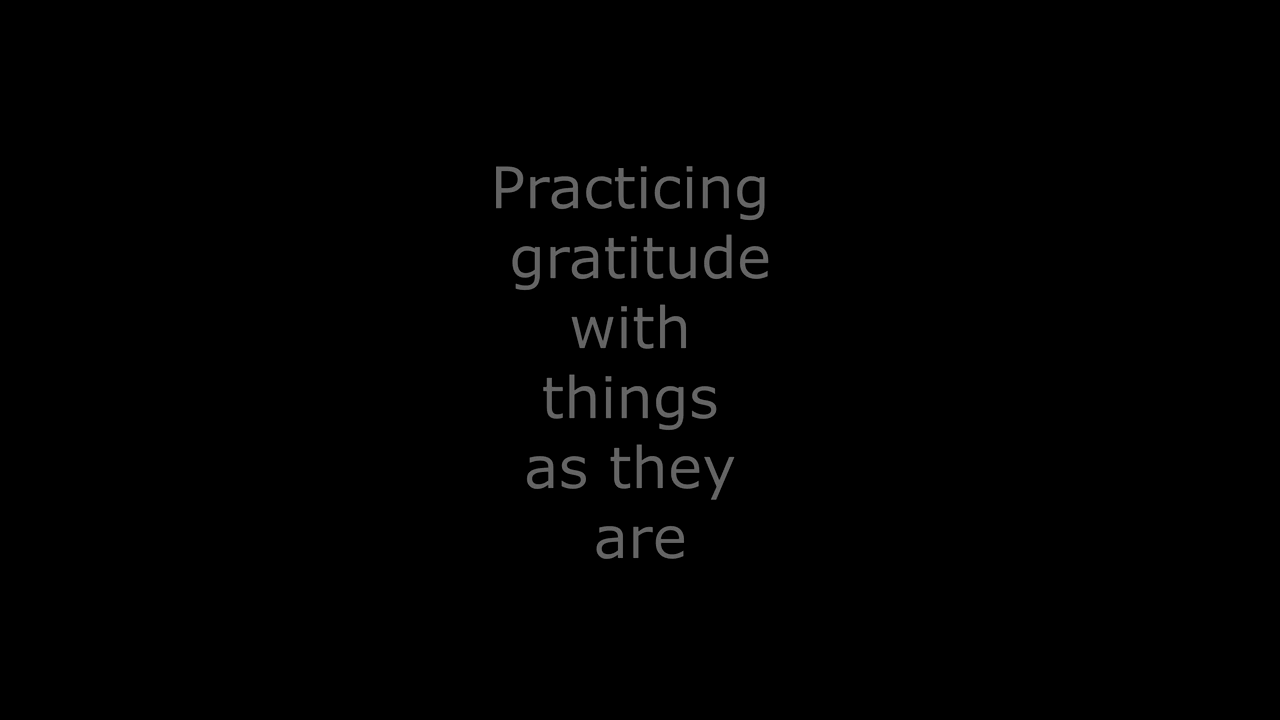 Practicing
gratitude
with
things
as they
are